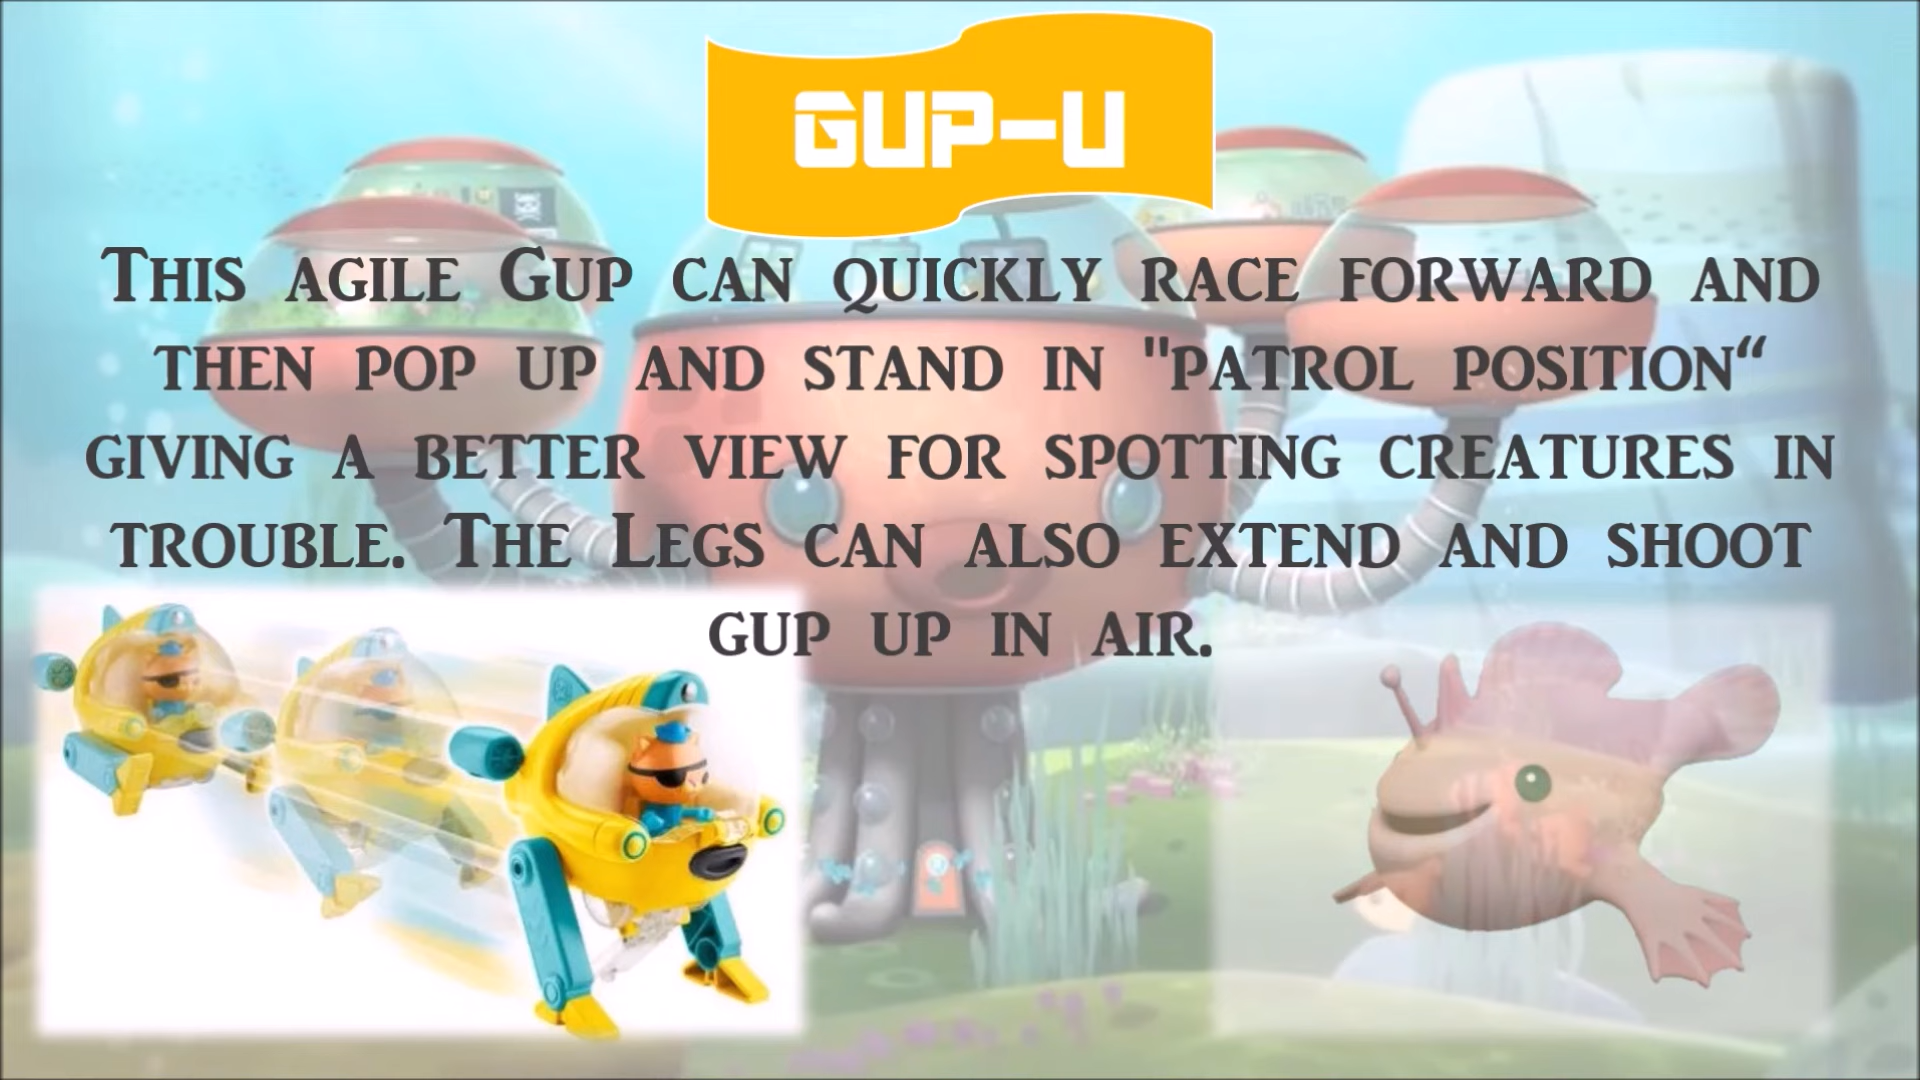 GUP-U
This agile Gup can quickly race forward and
then pop up and stand in "patrol position“
giving a better view for spotting creatures in
trouble. The Legs can also extend and shoot
gup up in air.